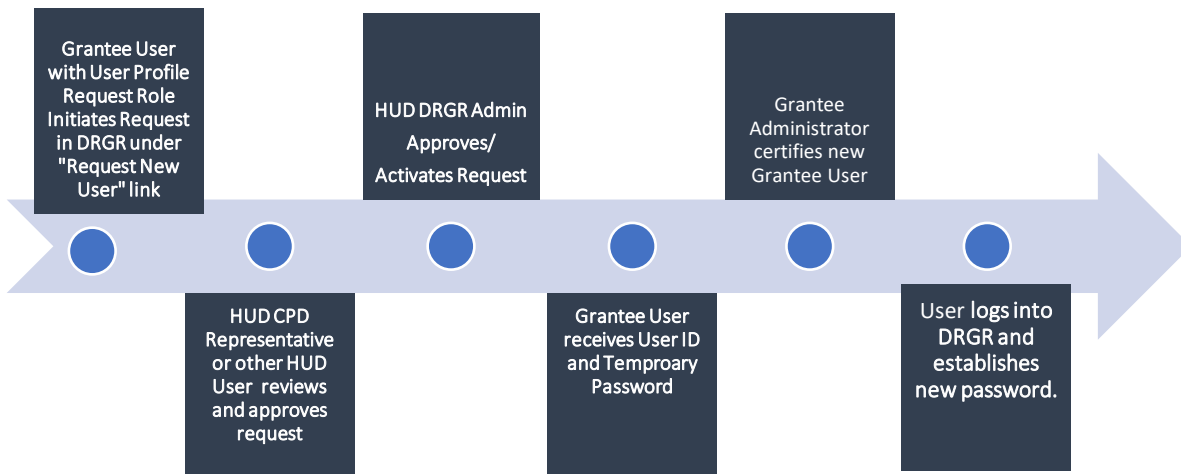 Grantee User
with User Profile
Request Role
Initiates Request
in DRGR under
"Request New
User" link
HUD CPD
Representative
or other HUD
User reviews
and approves
request
HUD DRGR Admin
Approves/
Activates Request
Grantee User
receives User ID
and Temproary
Password
Grantee
Administrator
certifies new
Grantee User
User logs into
DRGR and
establishes
new password.